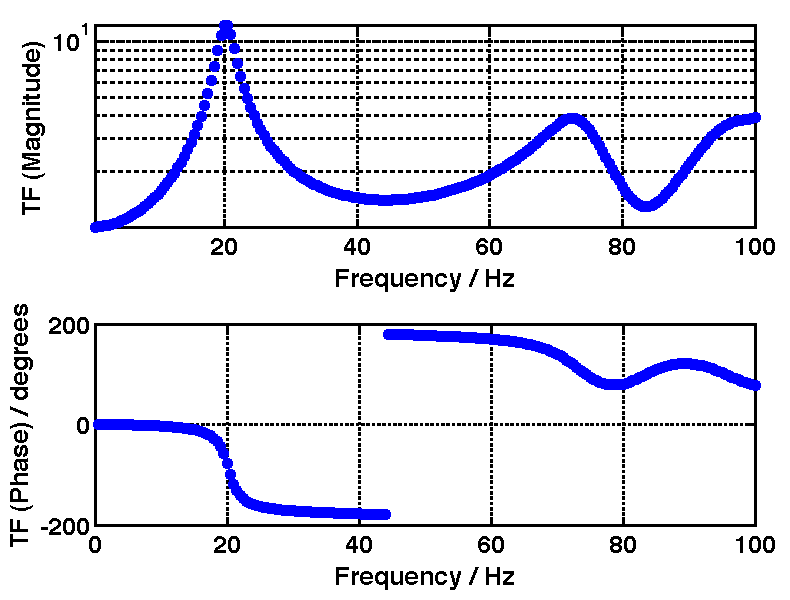 TF (Magnitude)
10^1
20 40 60 80 100
Frequency / Hz
TF (Phase) / degrees
200
0
-200
0 20 40 60 80 100
Frequency / Hz